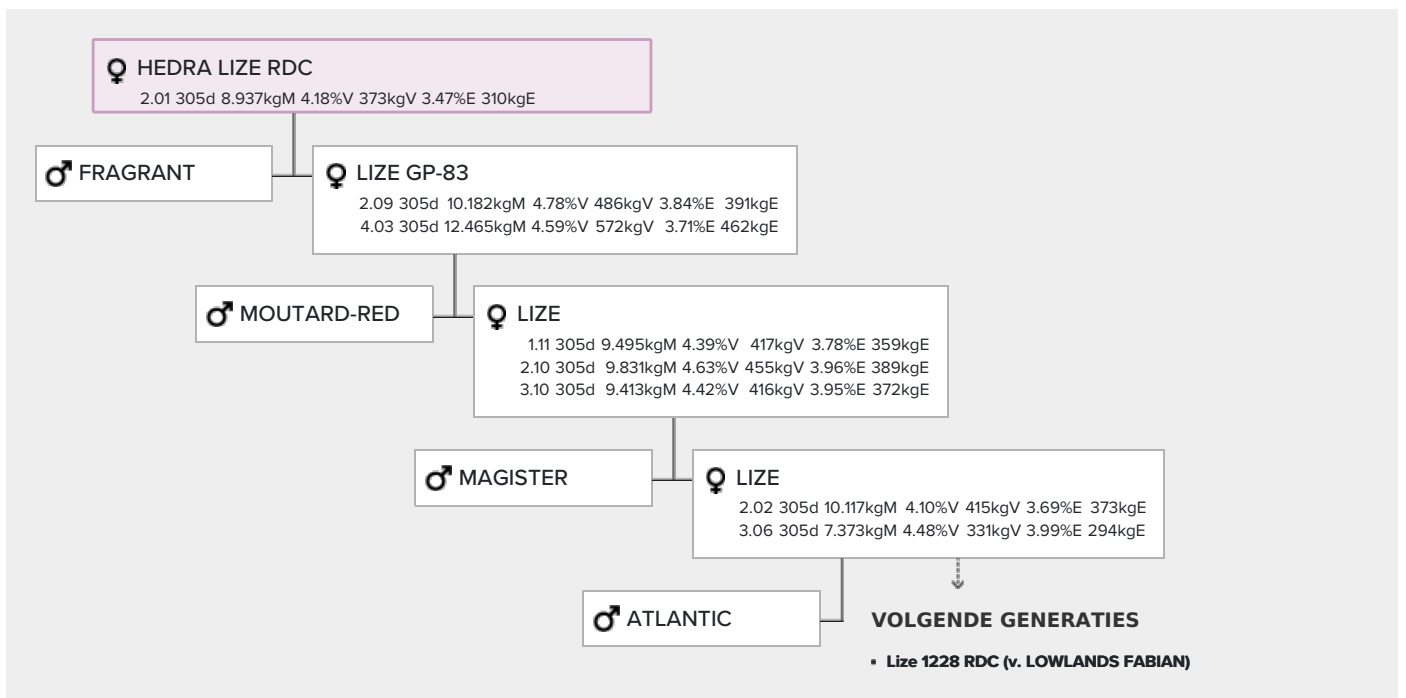 HEDRA LIZE RDC
2.01 305d 8.937kgM 4.18%V 373kgV 3.47%E 310kgE
FRAGRANT
LIZE GP-83
2.09 305d 10.182kgM 4.78%V 486kgV 3.84%E 391kgE
4.03 305d 12.465kgM 4.59%V 572kgV 3.71%E 462kgE
MOUTARD-RED
LIZE
1.11 305d 9.495kgM 4.39%V 417kgV 3.78%E 359kgE
2.10 305d 9.831kgM 4.63%V 455kgV 3.96%E 389kgE
3.10 305d 9.413kgM 4.42%V 416kgV 3.95%E 372kgE
MAGISTER
LIZE
2.02 305d 10.117kgM 4.10%V 415kgV 3.69%E 373kgE
3.06 305d 7.373kgM 4.48%V 331kgV 3.99%E 294kgE
ATLANTIC
VOLGENDE GENERATIES
• Lize 1228 RDC (v. LOWLANDS FABIAN)